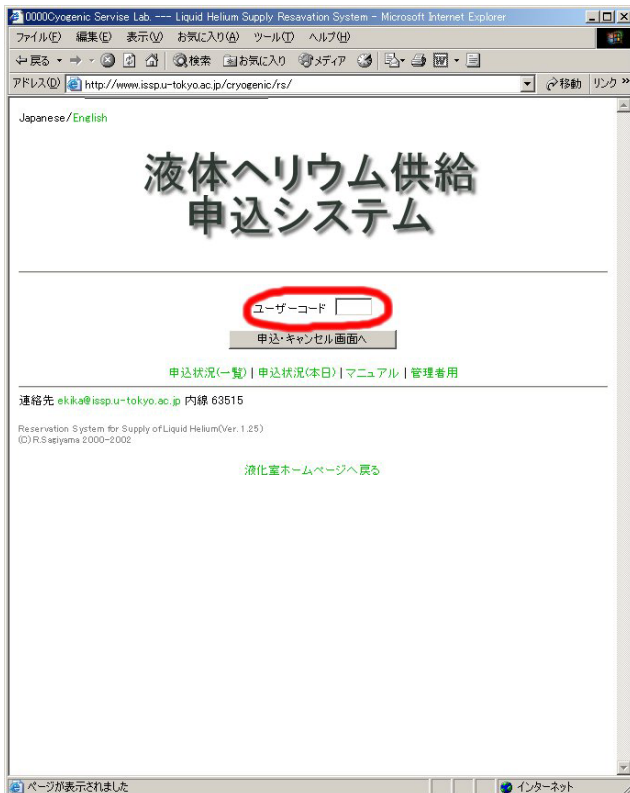 0000Cyogenic Servise Lab. --- Liquid Helium Supply Resavation System - Microsoft Internet Explorer
ファイル(F) 編集(E) 表示(V) お気に入り(A) ツール(T) ヘルプ(H)
戻る 検索 お気に入り メディア
アドレス(D) http://www.issp.u-tokyo.ac.jp/cryogenic/rs/ 移動 リンク »
Japanese/English
液体ヘリウム供給
申込システム
ユーザーコード
申込・キャンセル画面へ
申込状況(一覧) | 申込状況(本日) | マニュアル | 管理者用
連絡先 ekika@issp.u-tokyo.ac.jp 内線 63515
Reservation System for Supply of Liquid Helium(Ver. 1.25)
(C) R.Sagiyama 2000-2002
液化室ホームページへ戻る
ページが表示されました インターネット